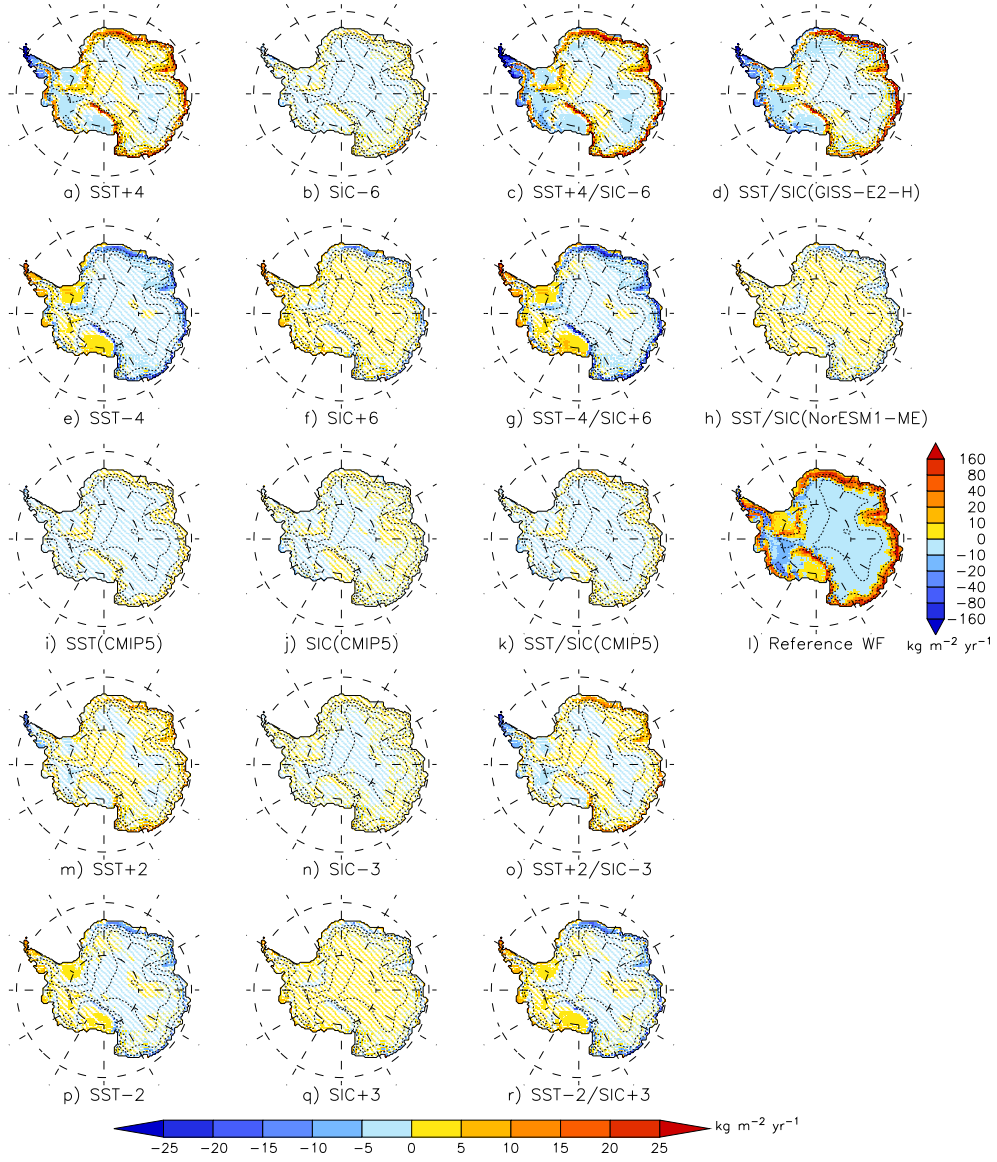 a) SST+4
b) SIC−6
c) SST+4/SIC−6
d) SST/SIC(GISS−E2−H)
e) SST−4
f) SIC+6
g) SST−4/SIC+6
h) SST/SIC(NorESM1−ME)
i) SST(CMIP5)
j) SIC(CMIP5)
k) SST/SIC(CMIP5)
l) Reference WF
160
80
40
20
10
0
−10
−20
−40
−80
−160
kg m⁻² yr⁻¹
m) SST+2
n) SIC−3
o) SST+2/SIC−3
p) SST−2
q) SIC+3
r) SST−2/SIC+3
−25 −20 −15 −10 −5 0 5 10 15 20 25 kg m⁻² yr⁻¹